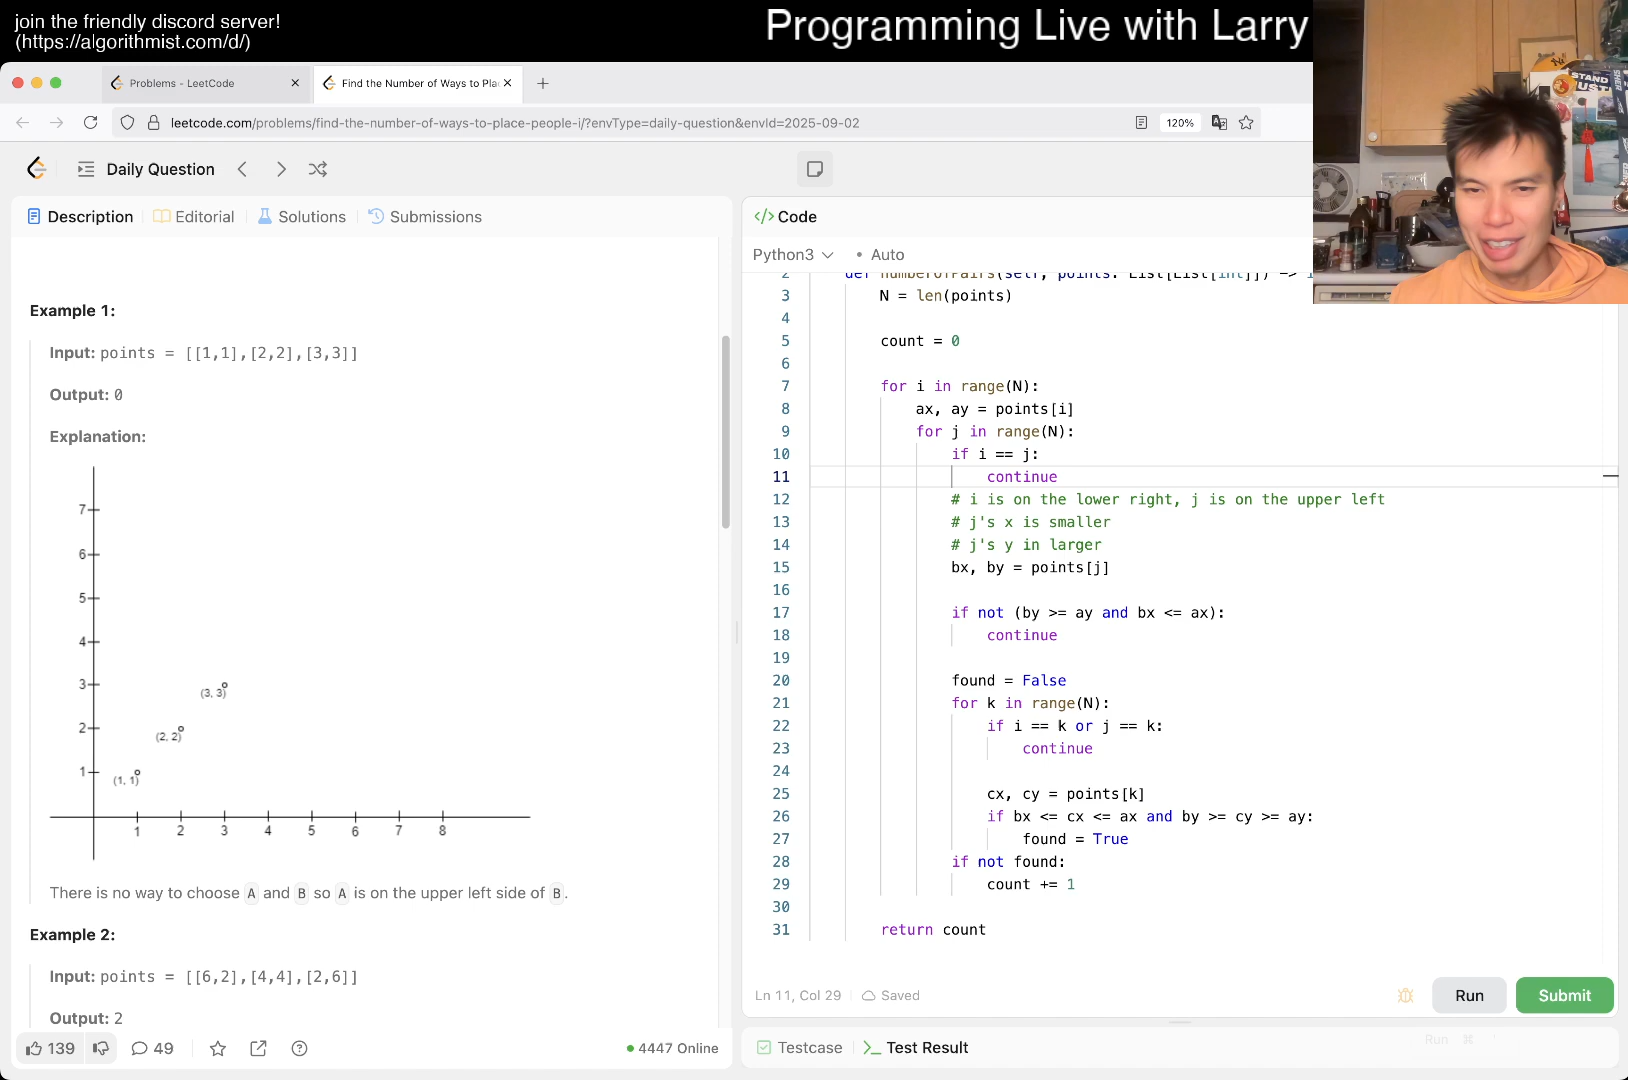 join the friendly discord server!
(https://algorithmist.com/d/)
Programming Live with Larry
Problems - LeetCode
Find the Number of Ways to Pla
leetcode.com/problems/find-the-number-of-ways-to-place-people-i/?envType=daily-question&envId=2025-09-02
120%
Daily Question
Description
Editorial
Solutions
Submissions
Example 1:
Input: points = [[1,1],[2,2],[3,3]]
Output: 0
Explanation:
7
6
5
4
3
(3, 3)
2
(2, 2)
1
(1, 1)
1 2 3 4 5 6 7 8
There is no way to choose A and B so A is on the upper left side of B.
Example 2:
Input: points = [[6,2],[4,4],[2,6]]
Output: 2
139
49
4447 Online
</> Code
Python3
Auto
2 def numberOfPairs(self, points: List[List[int]]) ->
3 N = len(points)
4
5 count = 0
6
7 for i in range(N):
8 ax, ay = points[i]
9 for j in range(N):
10 if i == j:
11 continue
12 # i is on the lower right, j is on the upper left
13 # j's x is smaller
14 # j's y in larger
15 bx, by = points[j]
16
17 if not (by >= ay and bx <= ax):
18 continue
19
20 found = False
21 for k in range(N):
22 if i == k or j == k:
23 continue
24
25 cx, cy = points[k]
26 if bx <= cx <= ax and by >= cy >= ay:
27 found = True
28 if not found:
29 count += 1
30
31 return count
Ln 11, Col 29
Saved
Run
Submit
Run ⌘ '
Testcase
Test Result
STAND